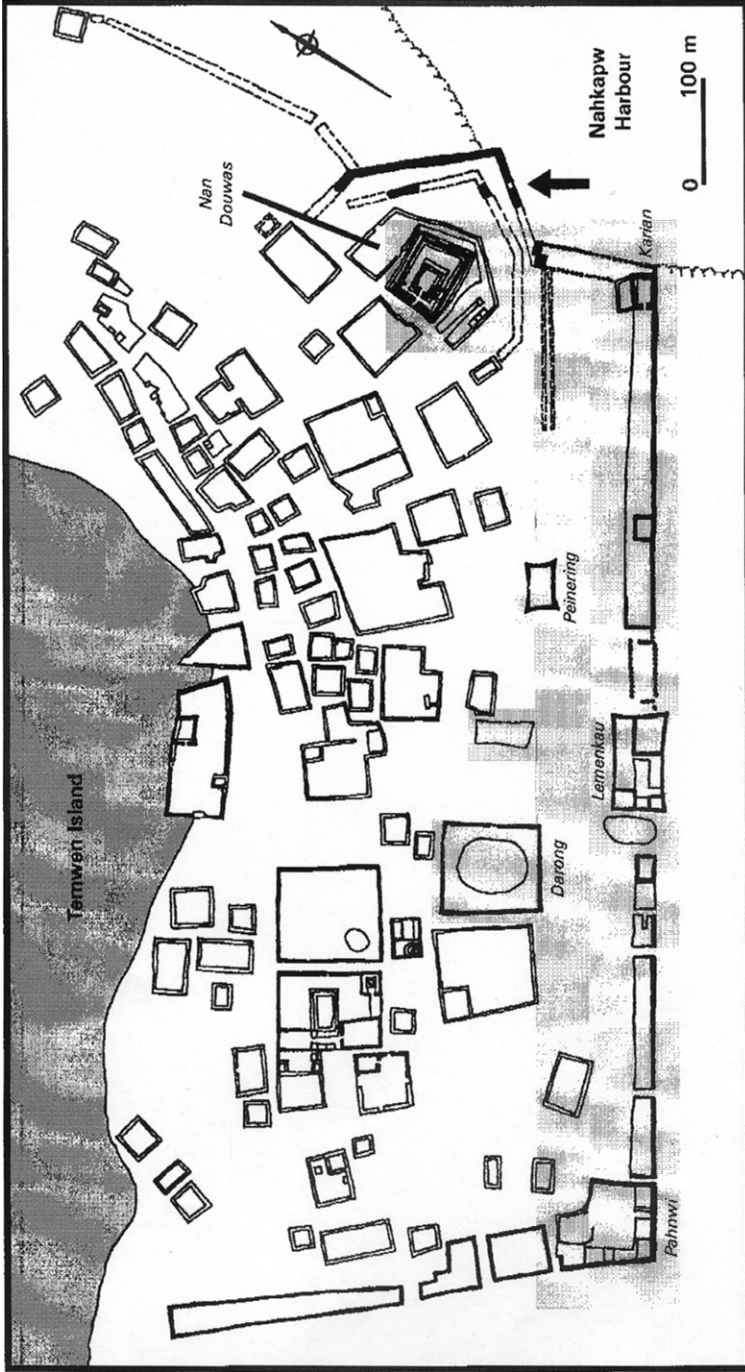 Temwen Island
Nan
Douwas
Nahkapw
Harbour
0 100 m
Karian
Peinering
Lemenkau
Darong
Pahnwi